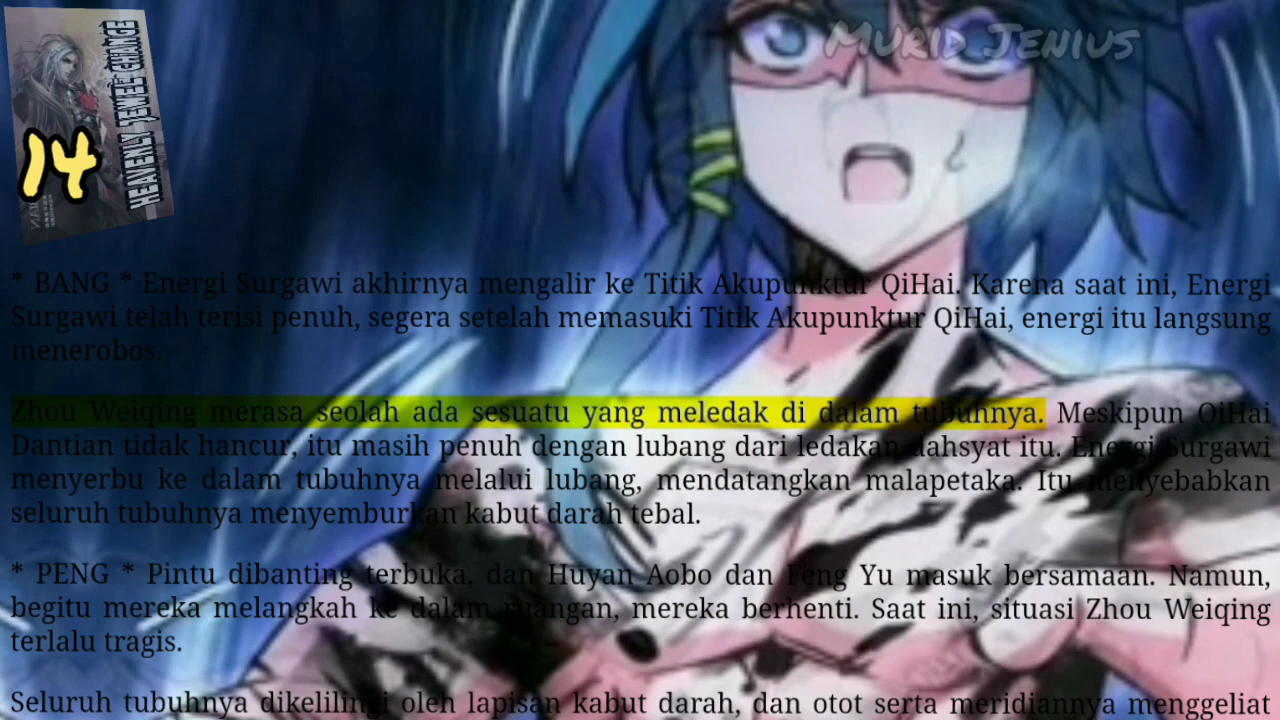 Murid Jenius
HEAVENLY JEWEL CHANGE
14
* BANG * Energi Surgawi akhirnya mengalir ke Titik Akupunktur QiHai. Karena saat ini, Energi
Surgawi telah terisi penuh, segera setelah memasuki Titik Akupunktur QiHai, energi itu langsung
menerobos.
Zhou Weiqing merasa seolah ada sesuatu yang meledak di dalam tubuhnya. Meskipun QiHai
Dantian tidak hancur, itu masih penuh dengan lubang dari ledakan dahsyat itu. Energi Surgawi
menyerbu ke dalam tubuhnya melalui lubang, mendatangkan malapetaka. Itu menyebabkan
seluruh tubuhnya menyemburkan kabut darah tebal.
* PENG * Pintu dibanting terbuka, dan Huyan Aobo dan Feng Yu masuk bersamaan. Namun,
begitu mereka melangkah ke dalam ruangan, mereka berhenti. Saat ini, situasi Zhou Weiqing
terlalu tragis.
Seluruh tubuhnya dikelilingi oleh lapisan kabut darah, dan otot serta meridiannya menggeliat